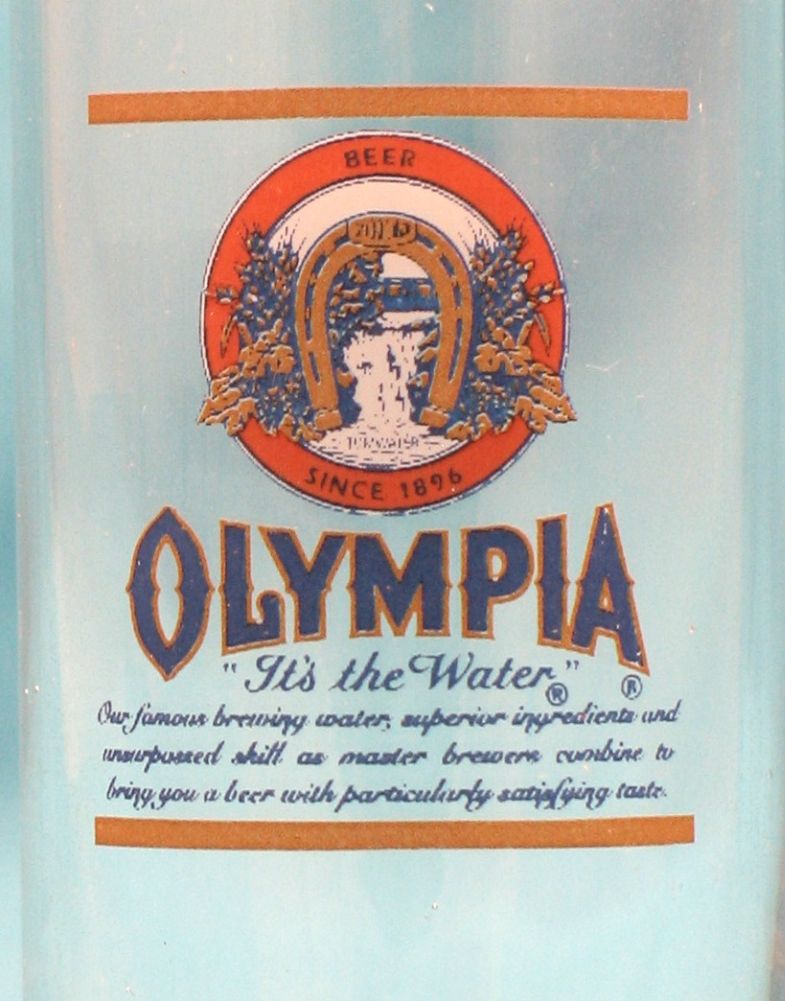 BEER
TUMWATER
SINCE 1896
OLYMPIA
"It's the Water"
® ®
Our famous brewing water, superior ingredients and
unsurpassed skill as master brewers combine to
bring you a beer with particularly satisfying taste.